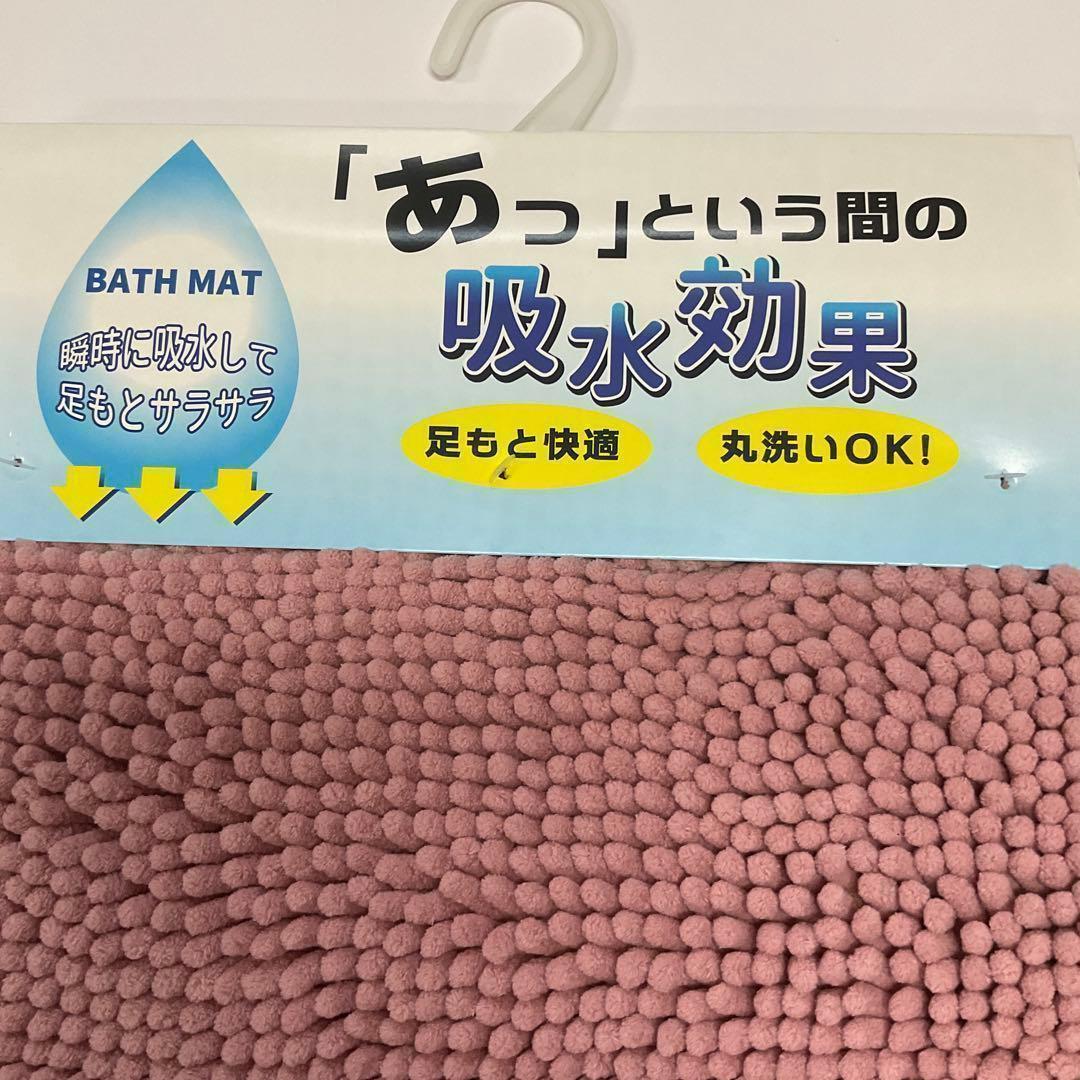 BATH MAT
瞬時に吸水して
足もとサラサラ
「あっ」という間の
吸水効果
足もと快適
丸洗いOK!